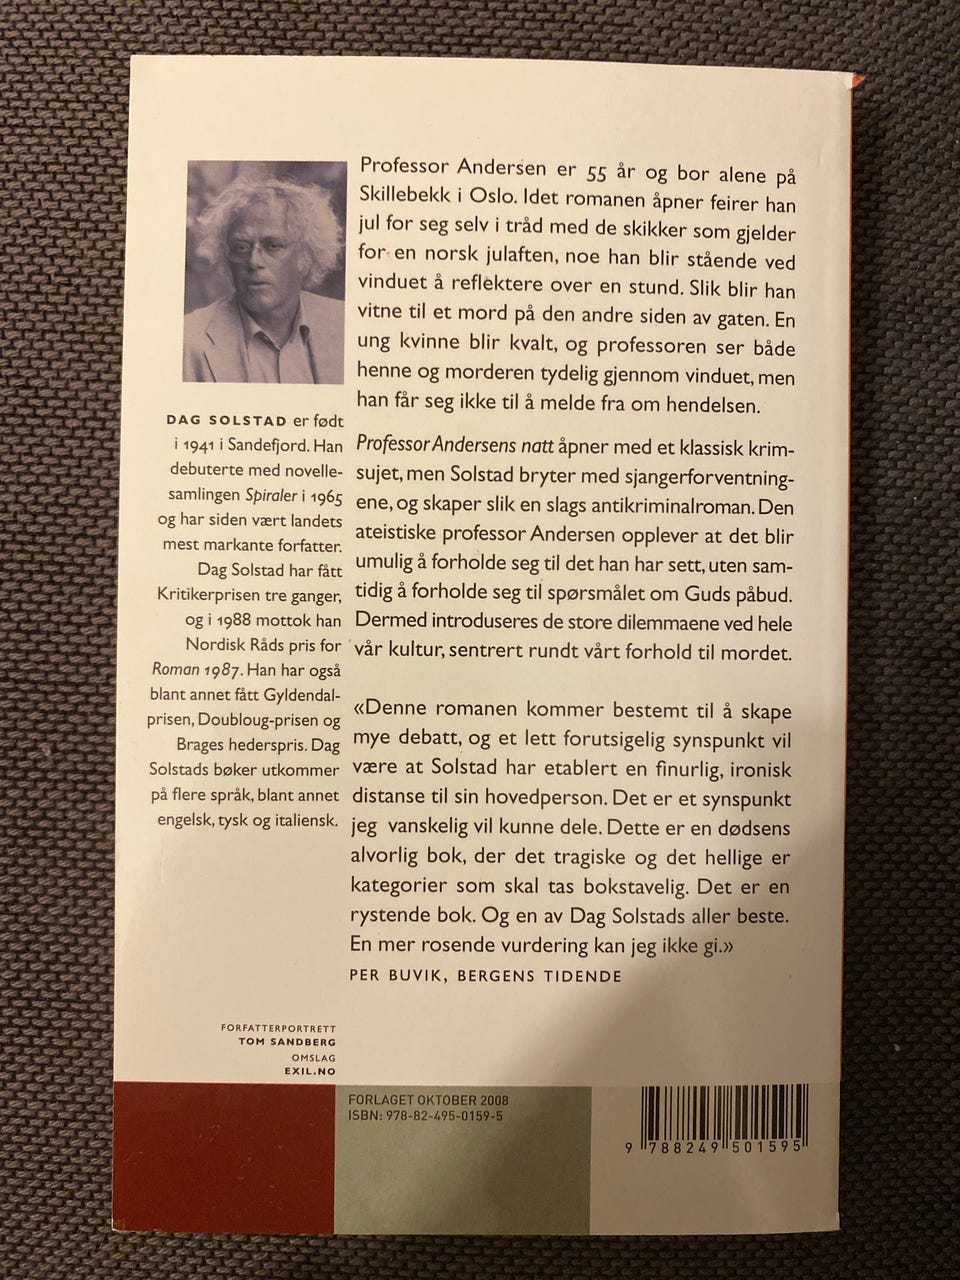 Professor Andersen er 55 år og bor alene på
Skillebekk i Oslo. Idet romanen åpner feirer han
jul for seg selv i tråd med de skikker som gjelder
for en norsk julaften, noe han blir stående ved
vinduet å reflektere over en stund. Slik blir han
vitne til et mord på den andre siden av gaten. En
ung kvinne blir kvalt, og professoren ser både
henne og morderen tydelig gjennom vinduet, men
han får seg ikke til å melde fra om hendelsen.
Professor Andersens natt åpner med et klassisk krim-
sujet, men Solstad bryter med sjangerforventning-
ene, og skaper slik en slags antikriminalroman. Den
ateistiske professor Andersen opplever at det blir
umulig å forholde seg til det han har sett, uten sam-
tidig å forholde seg til spørsmålet om Guds påbud.
Dermed introduseres de store dilemmaene ved hele
vår kultur, sentrert rundt vårt forhold til mordet.
«Denne romanen kommer bestemt til å skape
mye debatt, og et lett forutsigelig synspunkt vil
være at Solstad har etablert en finurlig, ironisk
distanse til sin hovedperson. Det er et synspunkt
jeg vanskelig vil kunne dele. Dette er en dødsens
alvorlig bok, der det tragiske og det hellige er
kategorier som skal tas bokstavelig. Det er en
rystende bok. Og en av Dag Solstads aller beste.
En mer rosende vurdering kan jeg ikke gi.»
PER BUVIK, BERGENS TIDENDE
DAG SOLSTAD er født
i 1941 i Sandefjord. Han
debuterte med novelle-
samlingen Spiraler i 1965
og har siden vært landets
mest markante forfatter.
Dag Solstad har fått
Kritikerprisen tre ganger,
og i 1988 mottok han
Nordisk Råds pris for
Roman 1987. Han har også
blant annet fått Gyldendal-
prisen, Doubloug-prisen og
Brages hederspris. Dag
Solstads bøker utkommer
på flere språk, blant annet
engelsk, tysk og italiensk.
FORFATTERPORTRETT
TOM SANDBERG
OMSLAG
EXIL.NO
FORLAGET OKTOBER 2008
ISBN: 978-82-495-0159-5
9 788249 501595